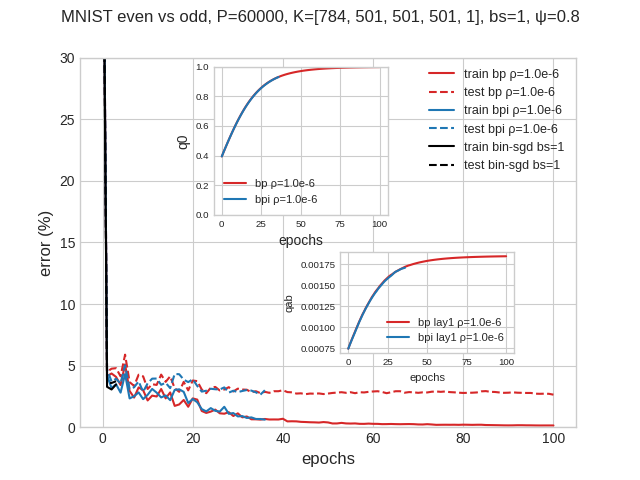 MNIST even vs odd, P=60000, K=[784, 501, 501, 501, 1], bs=1, ψ=0.8
error (%)
30
25
20
15
10
5
0
0
20
40
60
80
100
epochs
train bp ρ=1.0e-6
test bp ρ=1.0e-6
train bpi ρ=1.0e-6
test bpi ρ=1.0e-6
train bin-sgd bs=1
test bin-sgd bs=1
q0
1.0
0.8
0.6
0.4
0.2
0.0
bp ρ=1.0e-6
bpi ρ=1.0e-6
0
25
50
75
100
epochs
qab
0.00175
0.00150
0.00125
0.00100
0.00075
bp lay1 ρ=1.0e-6
bpi lay1 ρ=1.0e-6
0
25
50
75
100
epochs